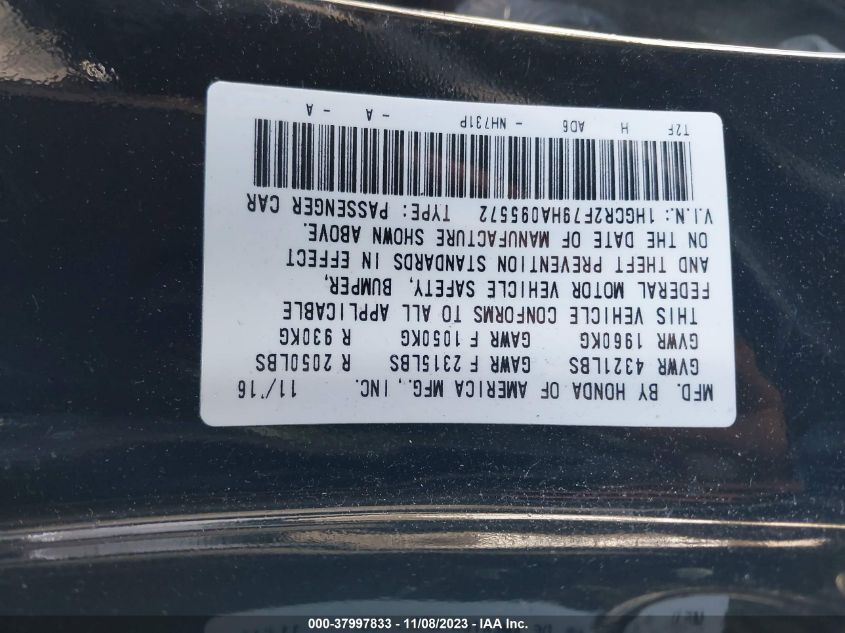 MFD. BY HONDA OF AMERICA MFG., INC. 11/16
GVWR 4321LBS GAWR F 2315LBS R 2050LBS
GVWR 1960KG GAWR F 1050KG R 930KG
THIS VEHICLE CONFORMS TO ALL APPLICABLE
FEDERAL MOTOR VEHICLE SAFETY, BUMPER,
AND THEFT PREVENTION STANDARDS IN EFFECT
ON THE DATE OF MANUFACTURE SHOWN ABOVE.
V.I.N.: 1HGCR2F79HA095572 TYPE: PASSENGER CAR
T2F H AD6 - NH731P - A - A
000-37997833 - 11/08/2023 - IAA Inc.